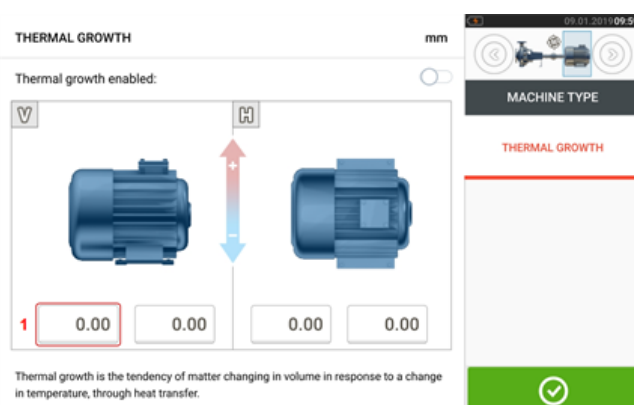 THERMAL GROWTH mm
09.01.2019 09:59
Thermal growth enabled:
MACHINE TYPE
V H
THERMAL GROWTH
+
-
1 0.00 0.00 0.00 0.00
Thermal growth is the tendency of matter changing in volume in response to a change
in temperature, through heat transfer.